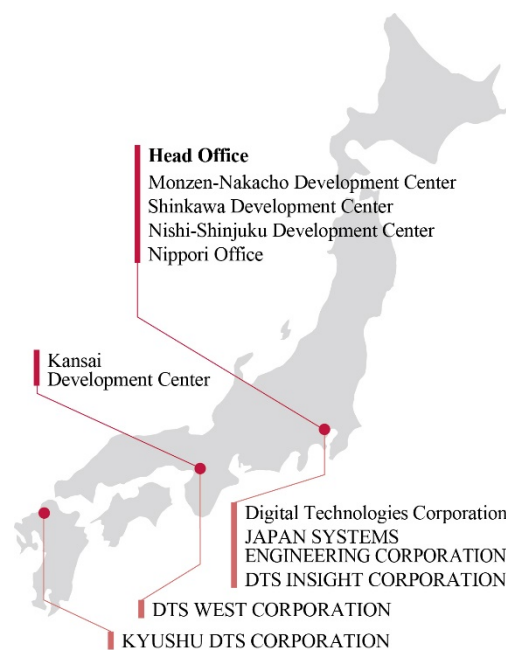 Head Office
Monzen-Nakacho Development Center
Shinkawa Development Center
Nishi-Shinjuku Development Center
Nippori Office
Kansai
Development Center
Digital Technologies Corporation
JAPAN SYSTEMS
ENGINEERING CORPORATION
DTS INSIGHT CORPORATION
DTS WEST CORPORATION
KYUSHU DTS CORPORATION